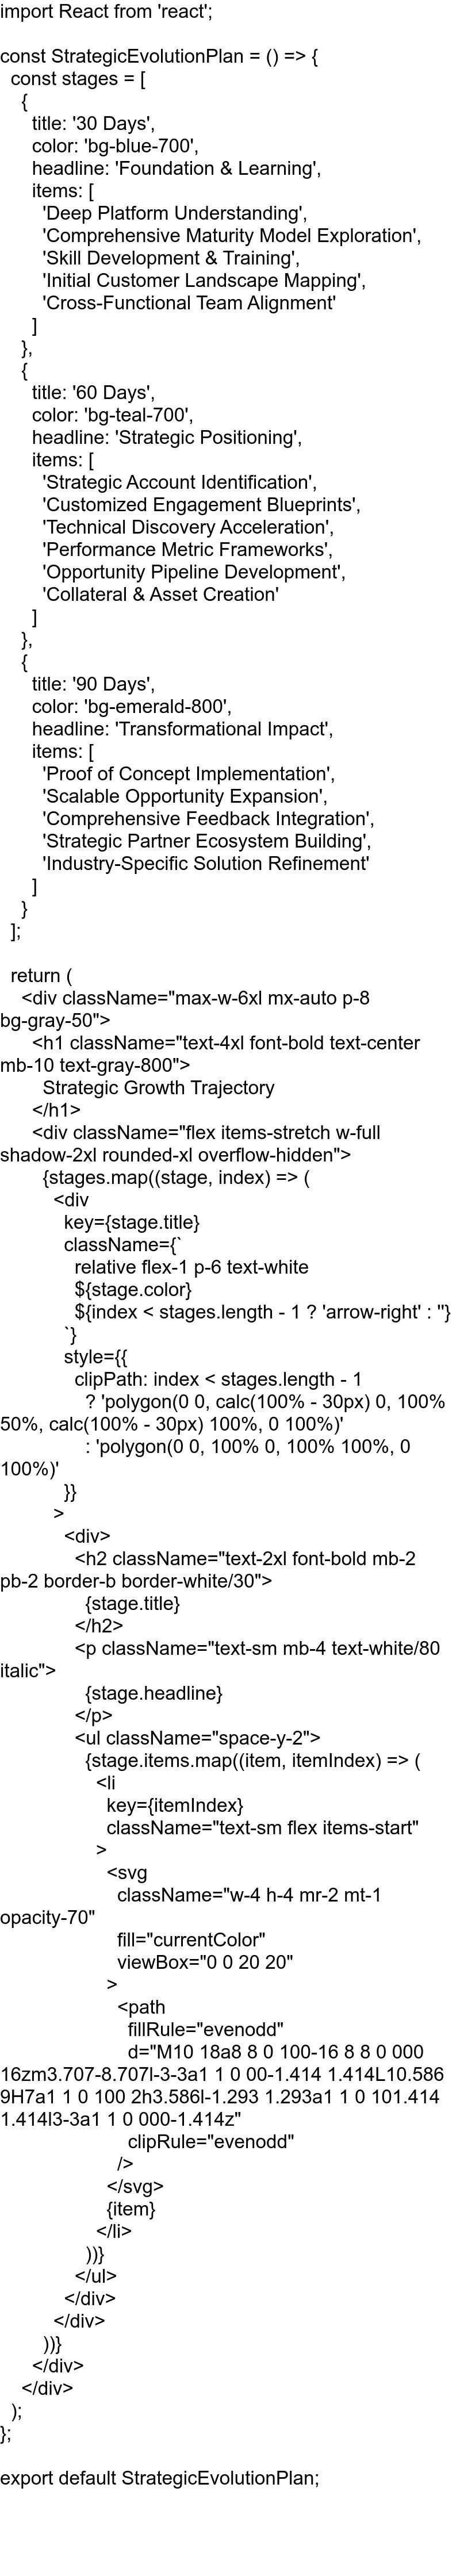 import React from 'react';

const StrategicEvolutionPlan = () => {
  const stages = [
    {
      title: '30 Days',
      color: 'bg-blue-700',
      headline: 'Foundation & Learning',
      items: [
        'Deep Platform Understanding',
        'Comprehensive Maturity Model Exploration',
        'Skill Development & Training',
        'Initial Customer Landscape Mapping',
        'Cross-Functional Team Alignment'
      ]
    },
    {
      title: '60 Days',
      color: 'bg-teal-700',
      headline: 'Strategic Positioning',
      items: [
        'Strategic Account Identification',
        'Customized Engagement Blueprints',
        'Technical Discovery Acceleration',
        'Performance Metric Frameworks',
        'Opportunity Pipeline Development',
        'Collateral & Asset Creation'
      ]
    },
    {
      title: '90 Days',
      color: 'bg-emerald-800',
      headline: 'Transformational Impact',
      items: [
        'Proof of Concept Implementation',
        'Scalable Opportunity Expansion',
        'Comprehensive Feedback Integration',
        'Strategic Partner Ecosystem Building',
        'Industry-Specific Solution Refinement'
      ]
    }
  ];

  return (
    <div className="max-w-6xl mx-auto p-8
bg-gray-50">
      <h1 className="text-4xl font-bold text-center
mb-10 text-gray-800">
        Strategic Growth Trajectory
      </h1>
      <div className="flex items-stretch w-full
shadow-2xl rounded-xl overflow-hidden">
        {stages.map((stage, index) => (
          <div
            key={stage.title}
            className={`
              relative flex-1 p-6 text-white
              ${stage.color}
              ${index < stages.length - 1 ? 'arrow-right' : ''}
            `}
            style={{
              clipPath: index < stages.length - 1
                ? 'polygon(0 0, calc(100% - 30px) 0, 100%
50%, calc(100% - 30px) 100%, 0 100%)'
                : 'polygon(0 0, 100% 0, 100% 100%, 0
100%)'
            }}
          >
            <div>
              <h2 className="text-2xl font-bold mb-2
pb-2 border-b border-white/30">
                {stage.title}
              </h2>
              <p className="text-sm mb-4 text-white/80
italic">
                {stage.headline}
              </p>
              <ul className="space-y-2">
                {stage.items.map((item, itemIndex) => (
                  <li
                    key={itemIndex}
                    className="text-sm flex items-start"
                  >
                    <svg
                      className="w-4 h-4 mr-2 mt-1
opacity-70"
                      fill="currentColor"
                      viewBox="0 0 20 20"
                    >
                      <path
                        fillRule="evenodd"
                        d="M10 18a8 8 0 100-16 8 8 0 000
16zm3.707-8.707l-3-3a1 1 0 00-1.414 1.414L10.586
9H7a1 1 0 100 2h3.586l-1.293 1.293a1 1 0 101.414
1.414l3-3a1 1 0 000-1.414z"
                        clipRule="evenodd"
                      />
                    </svg>
                    {item}
                  </li>
                ))}
              </ul>
            </div>
          </div>
        ))}
      </div>
    </div>
  );
};

export default StrategicEvolutionPlan;